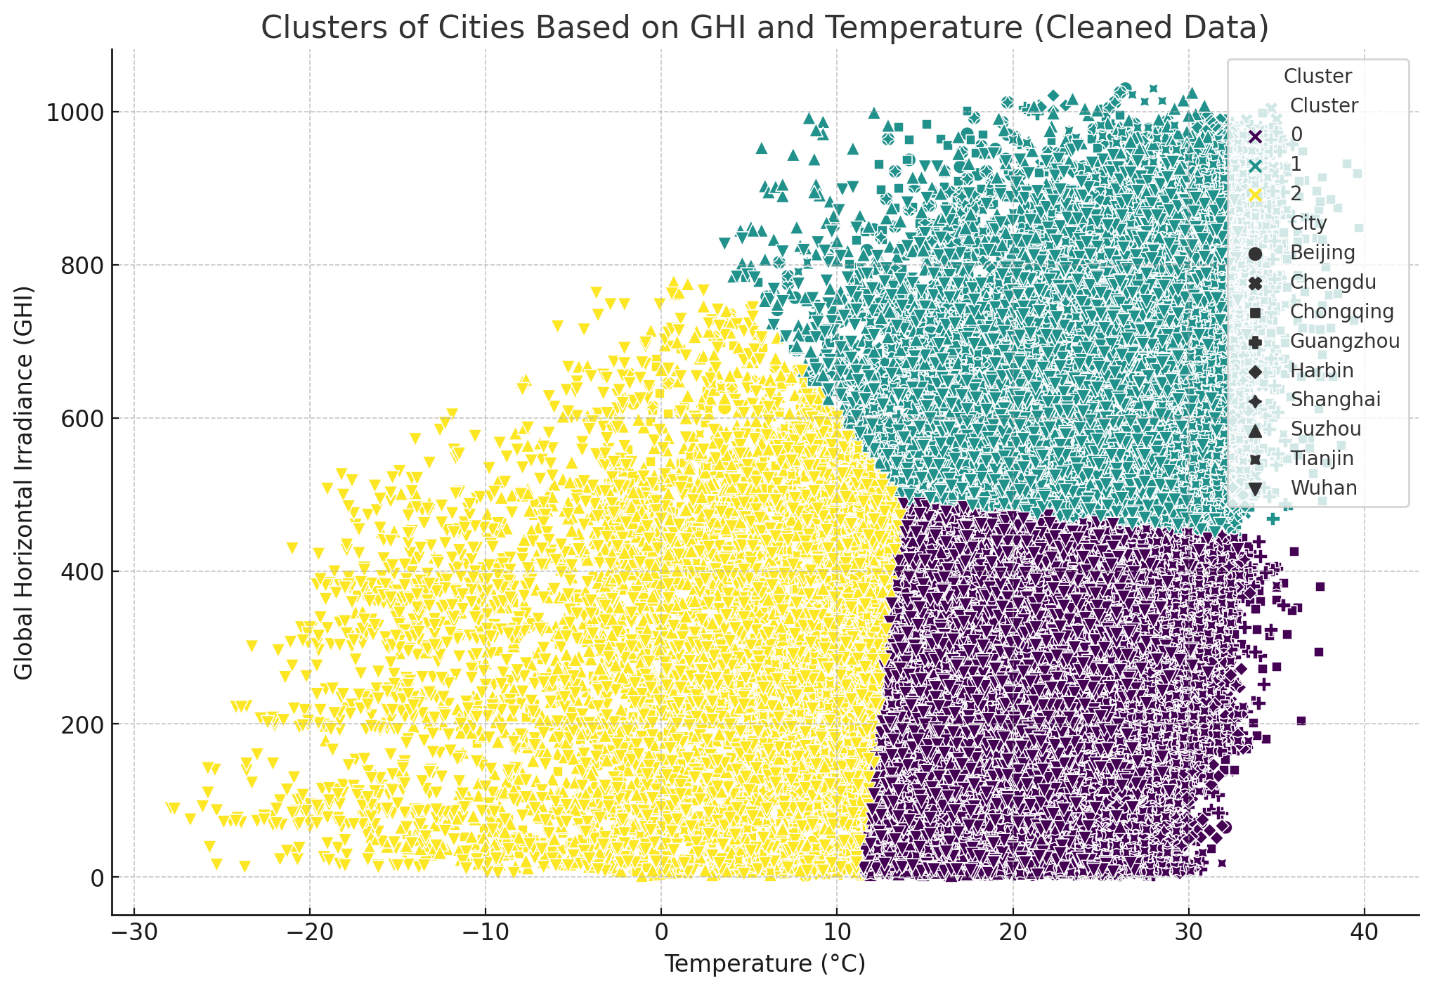 Clusters of Cities Based on GHI and Temperature (Cleaned Data)
Global Horizontal Irradiance (GHI)
1000
800
600
400
200
0
−30
−20
−10
0
10
20
30
40
Temperature (°C)
Cluster
Cluster
0
1
2
City
Beijing
Chengdu
Chongqing
Guangzhou
Harbin
Shanghai
Suzhou
Tianjin
Wuhan